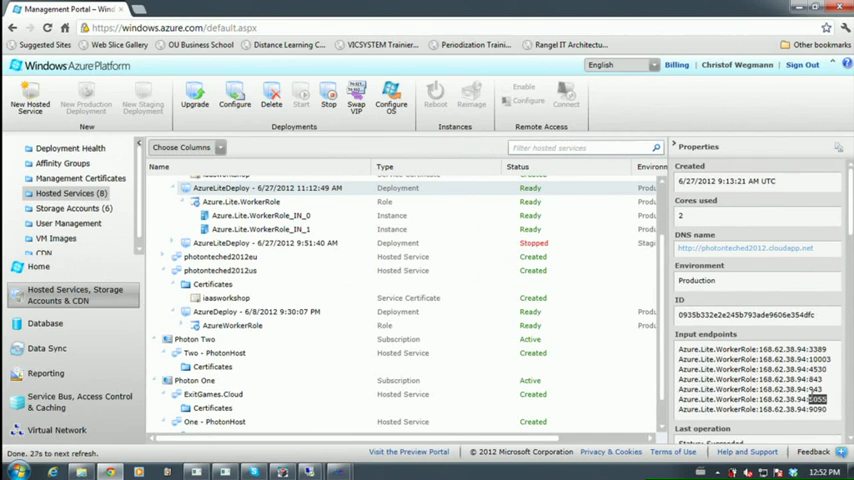 Management Portal – Windo
https://windows.azure.com/default.aspx
Suggested Sites Web Slice Gallery OU Business School Distance Learning C... VICSYSTEM Trainier... Periodization Traini... Rangel IT Architectu... Other bookmarks
Windows Azure Platform English Billing Christof Wegmann Sign Out
New Hosted Service
New Production Deployment
New Staging Deployment
Upgrade Configure Delete Start Stop Swap VIP Configure OS Reboot Reimage
Enable
Configure
Connect
New Deployments Instances Remote Access
Deployment Health
Affinity Groups
Management Certificates
Hosted Services (8)
Storage Accounts (6)
User Management
VM Images
CDN
Home
Hosted Services, Storage Accounts & CDN
Database
Data Sync
Reporting
Service Bus, Access Control & Caching
Virtual Network
Choose Columns Filter hosted services
Name Type Status Environm
iaasworkshop Service Certificate Created
AzureLiteDeploy - 6/27/2012 11:12:49 AM Deployment Ready Produ
Azure.Lite.WorkerRole Role Ready Produ
Azure.Lite.WorkerRole_IN_0 Instance Ready Produ
Azure.Lite.WorkerRole_IN_1 Instance Ready Produ
AzureLiteDeploy - 6/27/2012 9:51:40 AM Deployment Stopped Stagi
photonteched2012eu Hosted Service Created
photonteched2012us Hosted Service Created
Certificates
iaasworkshop Service Certificate Created
AzureDeploy - 6/8/2012 9:30:07 PM Deployment Ready Produ
AzureWorkerRole Role Ready Produ
Photon Two Subscription Active
Two - PhotonHost Hosted Service Created
Certificates
Photon One Subscription Active
ExitGames.Cloud Hosted Service Created
Certificates
One - PhotonHost Hosted Service Created
Properties
Created
6/27/2012 9:13:21 AM UTC
Cores used
2
DNS name
http://photonteched2012.cloudapp.net
Environment
Production
ID
0935b332e2e245b793ade9606e354dfc
Input endpoints
Azure.Lite.WorkerRole:168.62.38.94:3389
Azure.Lite.WorkerRole:168.62.38.94:10003
Azure.Lite.WorkerRole:168.62.38.94:4530
Azure.Lite.WorkerRole:168.62.38.94:843
Azure.Lite.WorkerRole:168.62.38.94:943
Azure.Lite.WorkerRole:168.62.38.94:5055
Azure.Lite.WorkerRole:168.62.38.94:9090
Last operation
Status: Succeeded
Done. 27s to next refresh. Visit the Preview Portal © 2012 Microsoft Corporation Privacy & Cookies Terms of Use Help and Support Feedback
12:52 PM